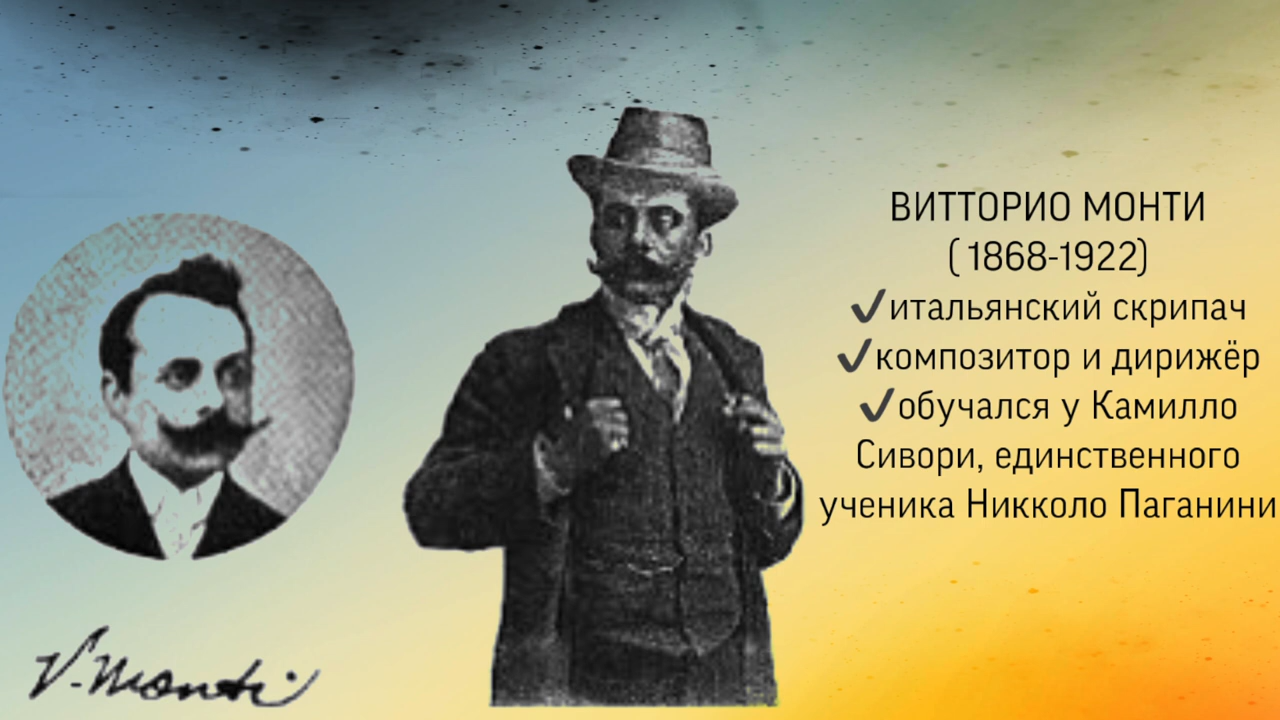 ВИТТОРИО МОНТИ
( 1868-1922)
✔итальянский скрипач
✔композитор и дирижёр
✔обучался у Камилло
Сивори, единственного
ученика Никколо Паганини
V. Monti